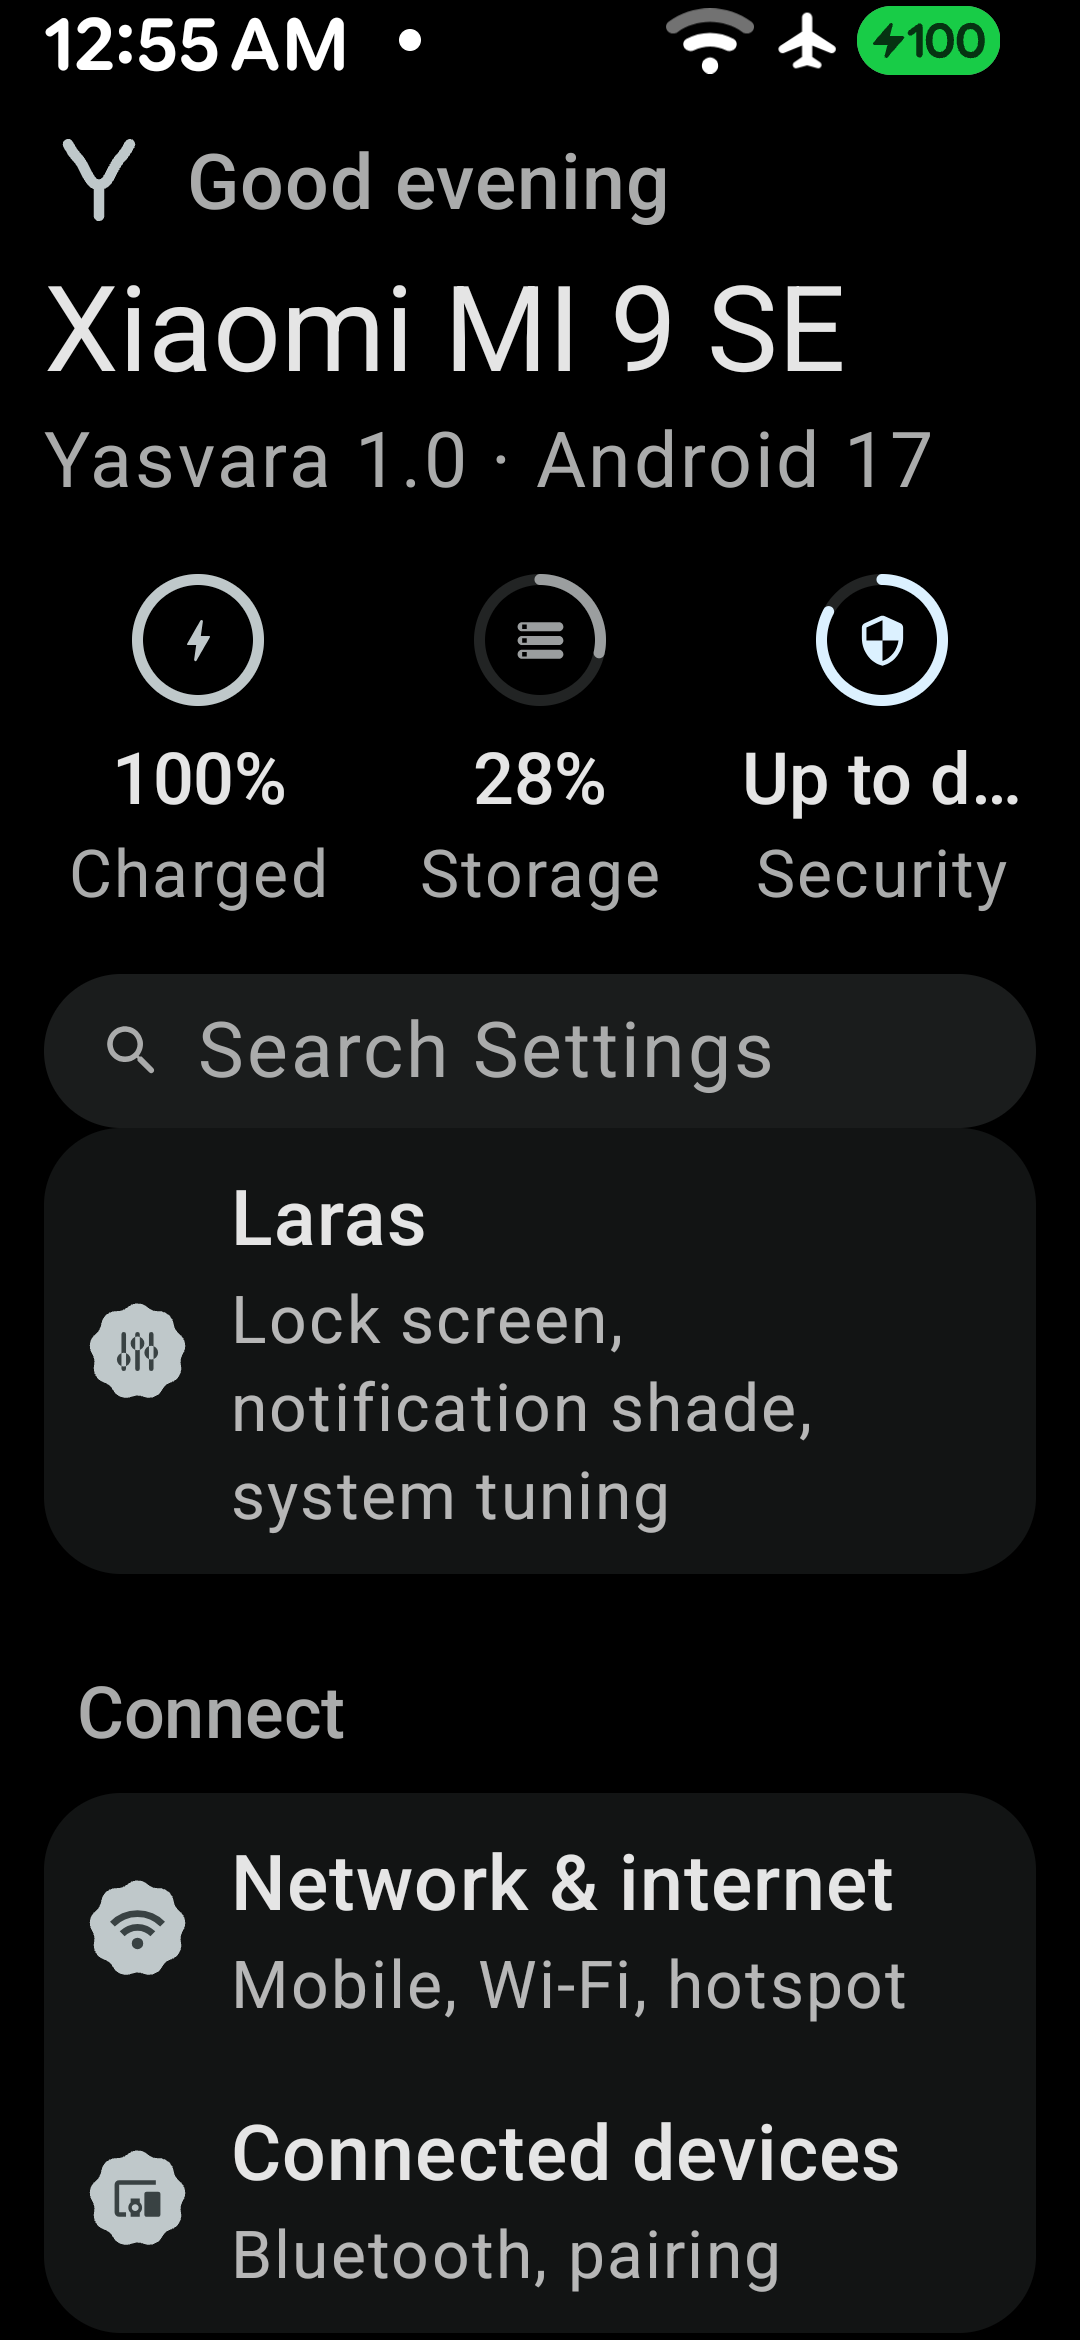 12:55 AM
100
Good evening
Xiaomi MI 9 SE
Yasvara 1.0 · Android 17
100% 28% Up to d…
Charged Storage Security
Search Settings
Laras
Lock screen,
notification shade,
system tuning
Connect
Network & internet
Mobile, Wi-Fi, hotspot
Connected devices
Bluetooth, pairing